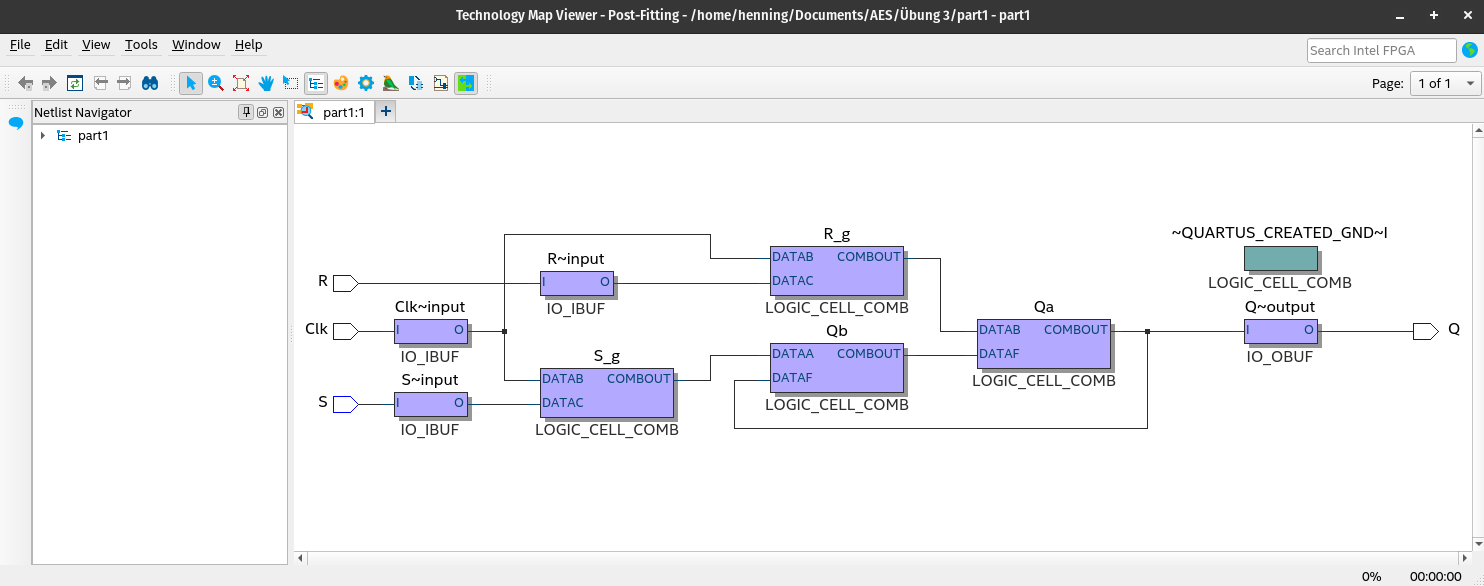 Technology Map Viewer - Post-Fitting - /home/henning/Documents/AES/Übung 3/part1 - part1
File Edit View Tools Window Help
Search Intel FPGA
Page: 1 of 1
Netlist Navigator
part1
part1:1
R
Clk
S
Clk~input
I O
IO_IBUF
S~input
I O
IO_IBUF
R~input
I O
IO_IBUF
S_g
DATAB COMBOUT
DATAC
LOGIC_CELL_COMB
R_g
DATAB COMBOUT
DATAC
LOGIC_CELL_COMB
Qb
DATAA COMBOUT
DATAF
LOGIC_CELL_COMB
Qa
DATAB COMBOUT
DATAF
LOGIC_CELL_COMB
~QUARTUS_CREATED_GND~I
LOGIC_CELL_COMB
Q~output
I O
IO_OBUF
Q
0% 00:00:00